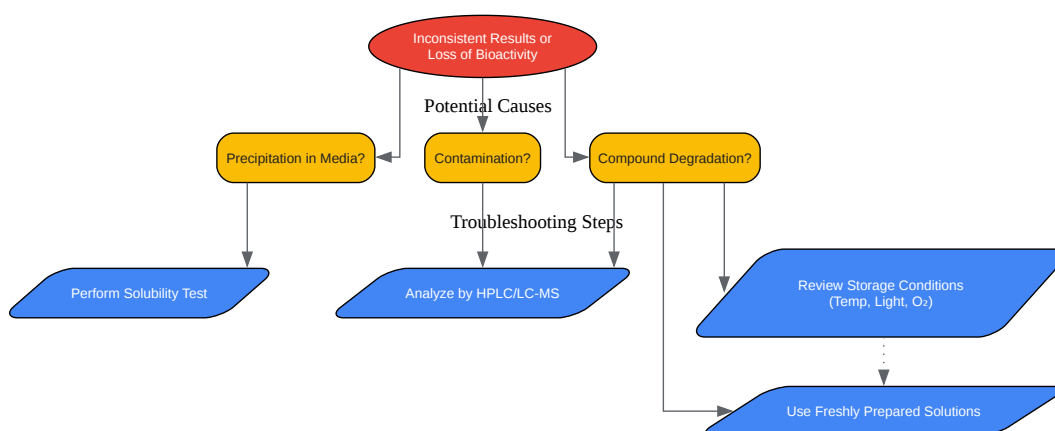 Inconsistent Results or
Loss of Bioactivity
Potential Causes
Precipitation in Media?
Contamination?
Compound Degradation?
Troubleshooting Steps
Perform Solubility Test
Analyze by HPLC/LC-MS
Review Storage Conditions
(Temp, Light, O₂)
Use Freshly Prepared Solutions